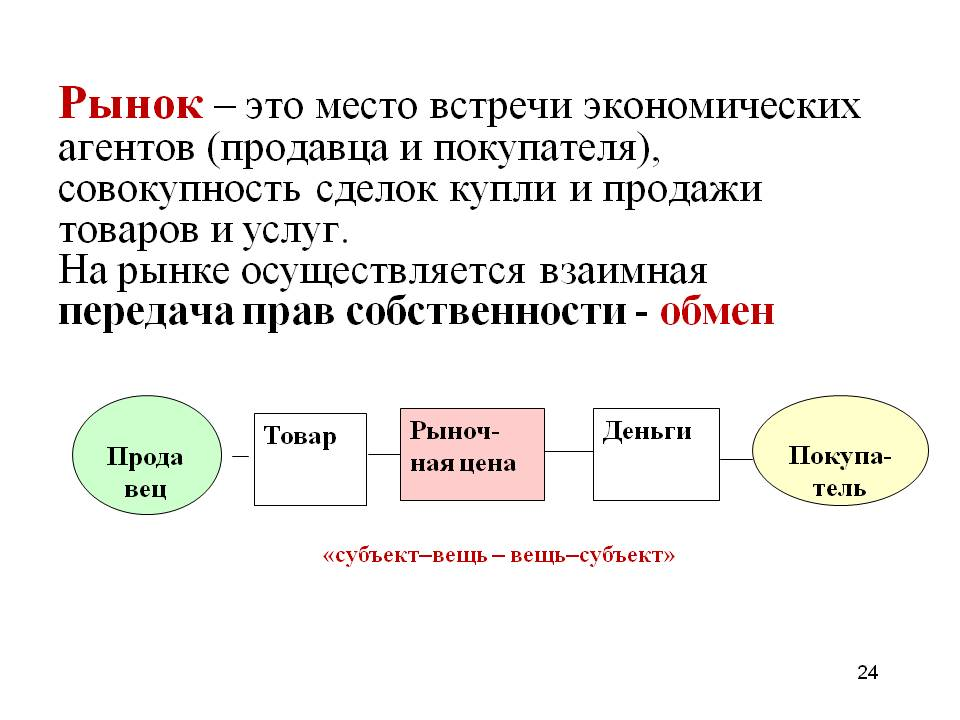 Рынок – это место встречи экономических
агентов (продавца и покупателя),
совокупность сделок купли и продажи
товаров и услуг.
На рынке осуществляется взаимная
передача прав собственности - обмен
Прода
вец
Товар
Рыноч-
ная цена
Деньги
Покупа-
тель
«субъект–вещь – вещь–субъект»
24